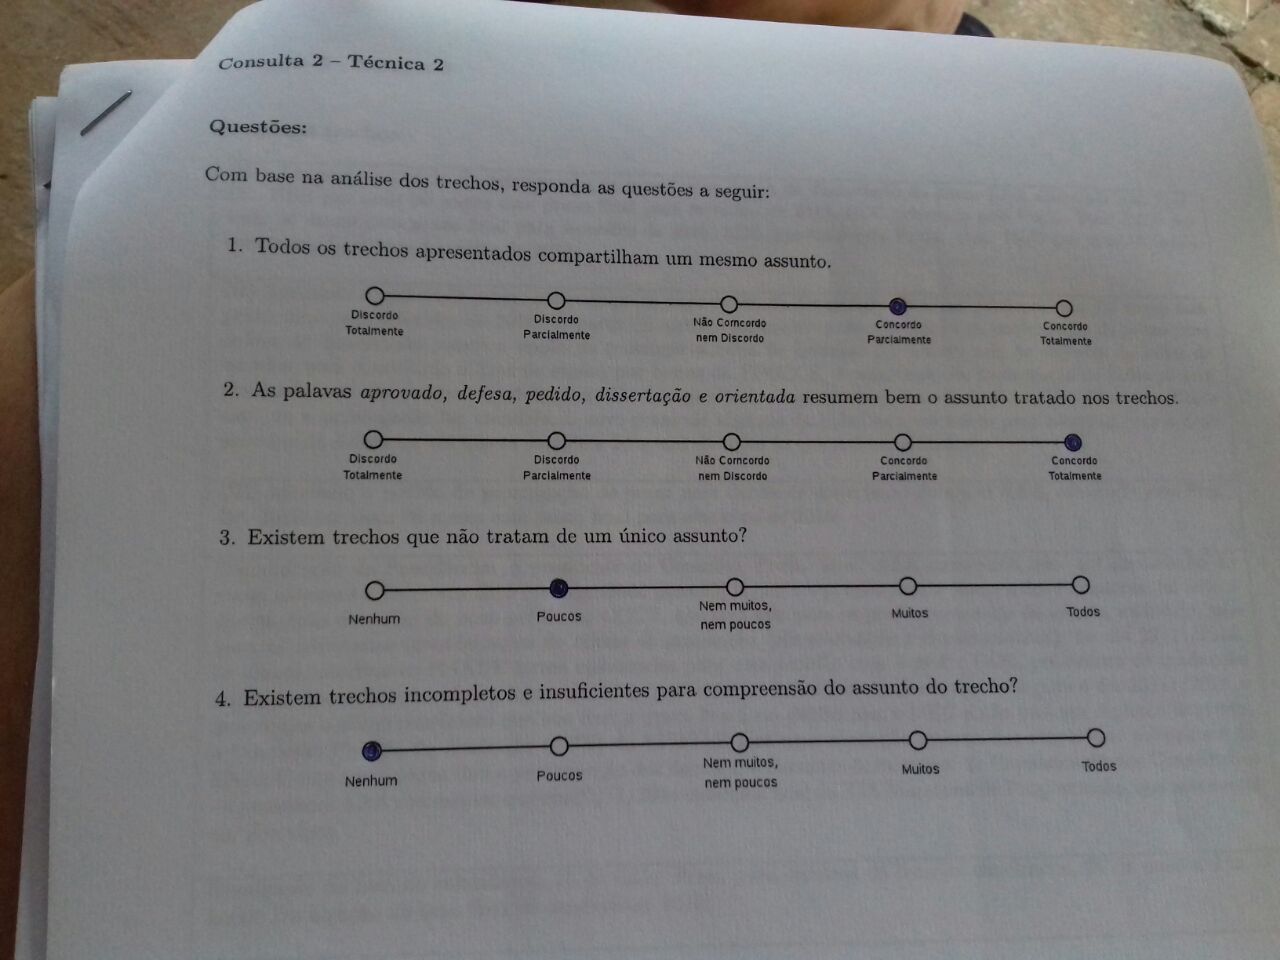 Consulta 2 – Técnica 2
Questões:
Com base na análise dos trechos, responda as questões a seguir:
1. Todos os trechos apresentados compartilham um mesmo assunto.
Discordo Totalmente
Discordo Parcialmente
Não Corncordo nem Discordo
Concordo Parcialmente
Concordo Totalmente
2. As palavas aprovado, defesa, pedido, dissertação e orientada resumem bem o assunto tratado nos trechos.
Discordo Totalmente
Discordo Parcialmente
Não Corncordo nem Discordo
Concordo Parcialmente
Concordo Totalmente
3. Existem trechos que não tratam de um único assunto?
Nenhum
Poucos
Nem muitos, nem poucos
Muitos
Todos
4. Existem trechos incompletos e insuficientes para compreensão do assunto do trecho?
Nenhum
Poucos
Nem muitos, nem poucos
Muitos
Todos